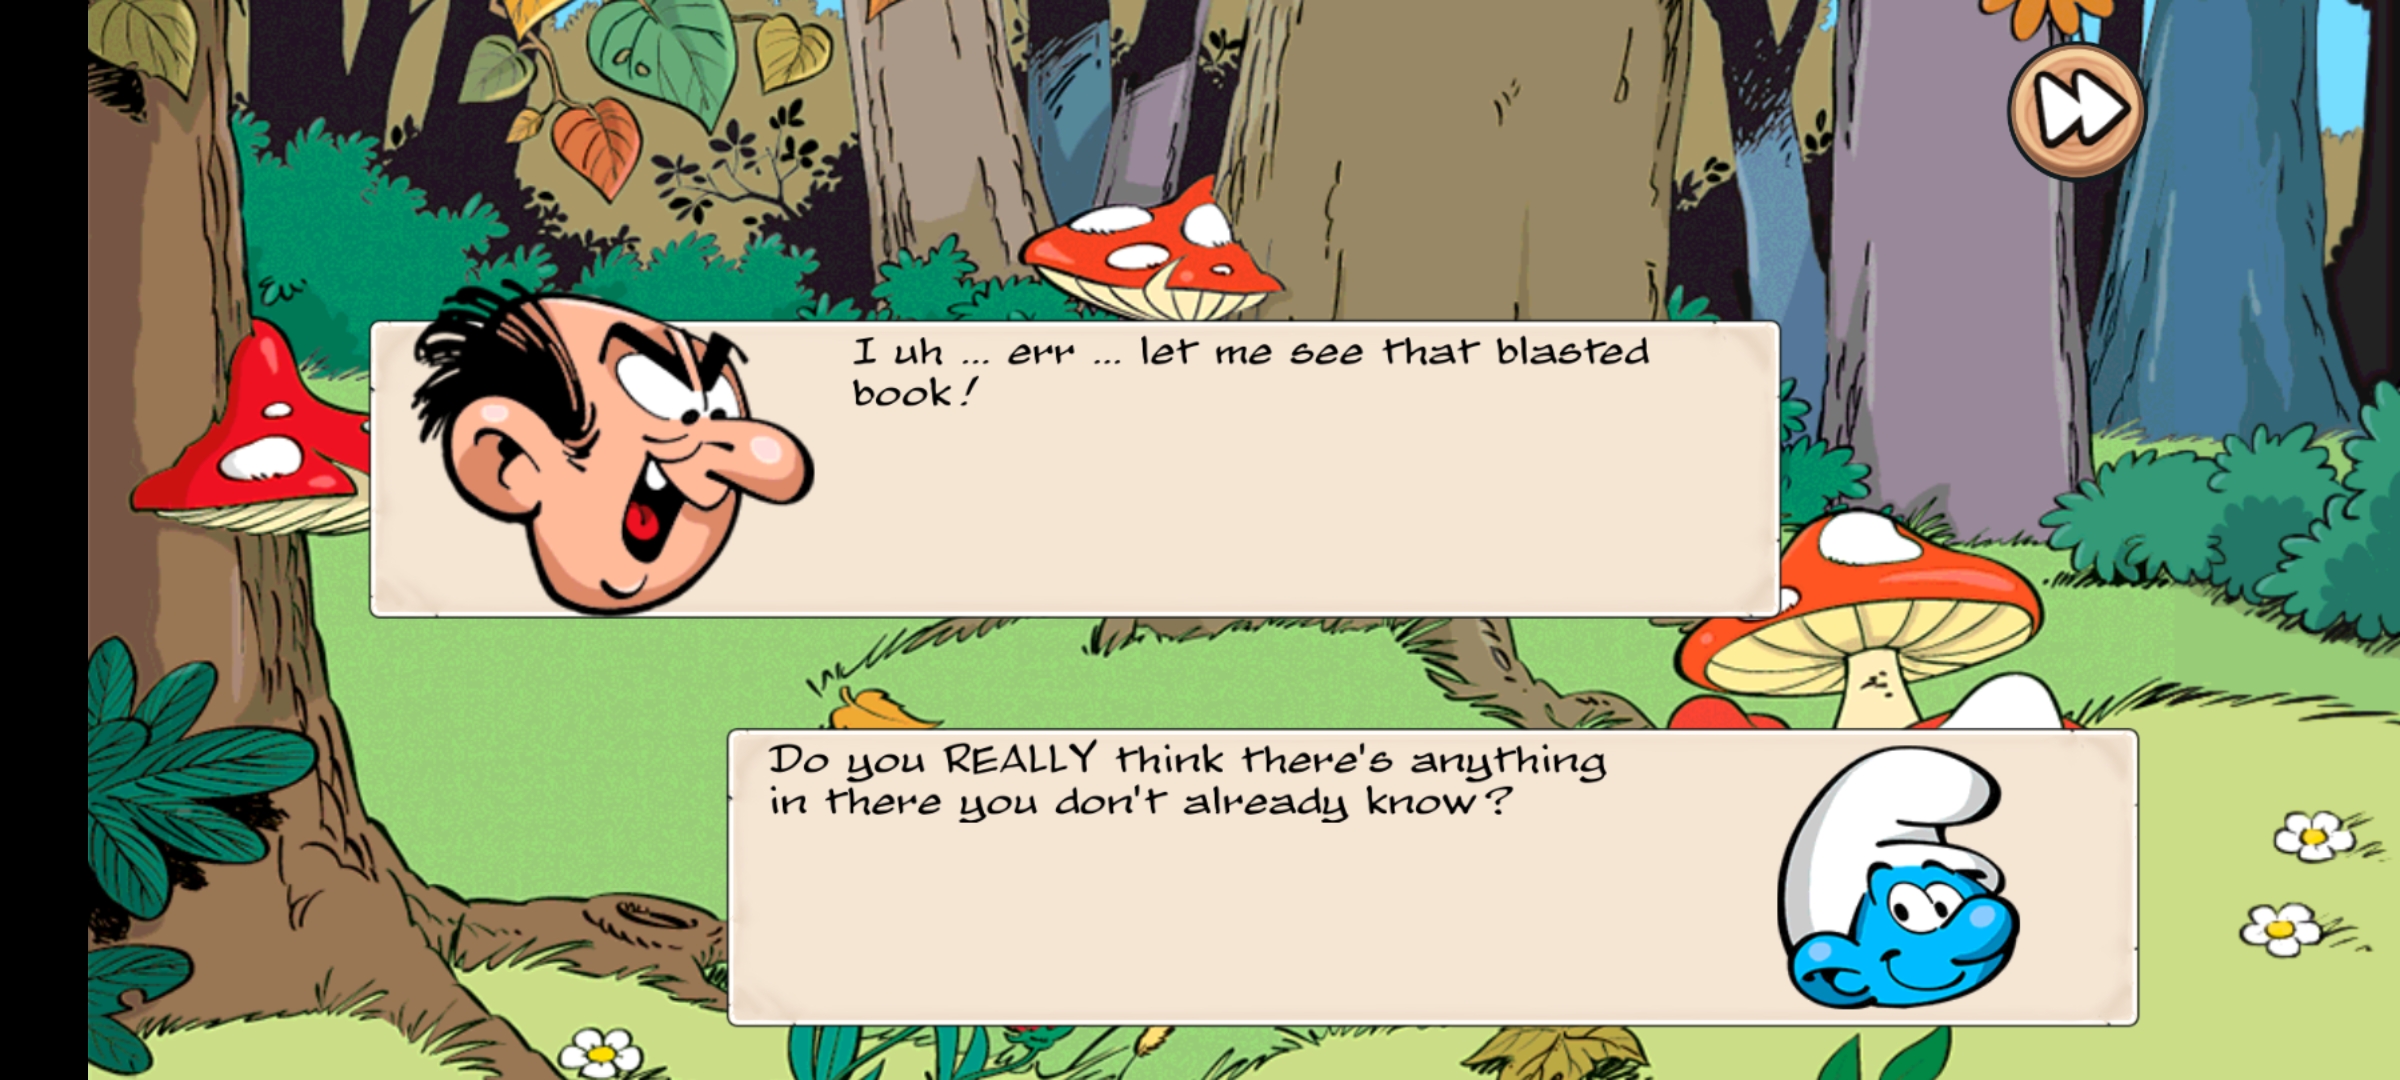 I uh ... err ... let me see that blasted
book!
Do you REALLY think there's anything
in there you don't already know?